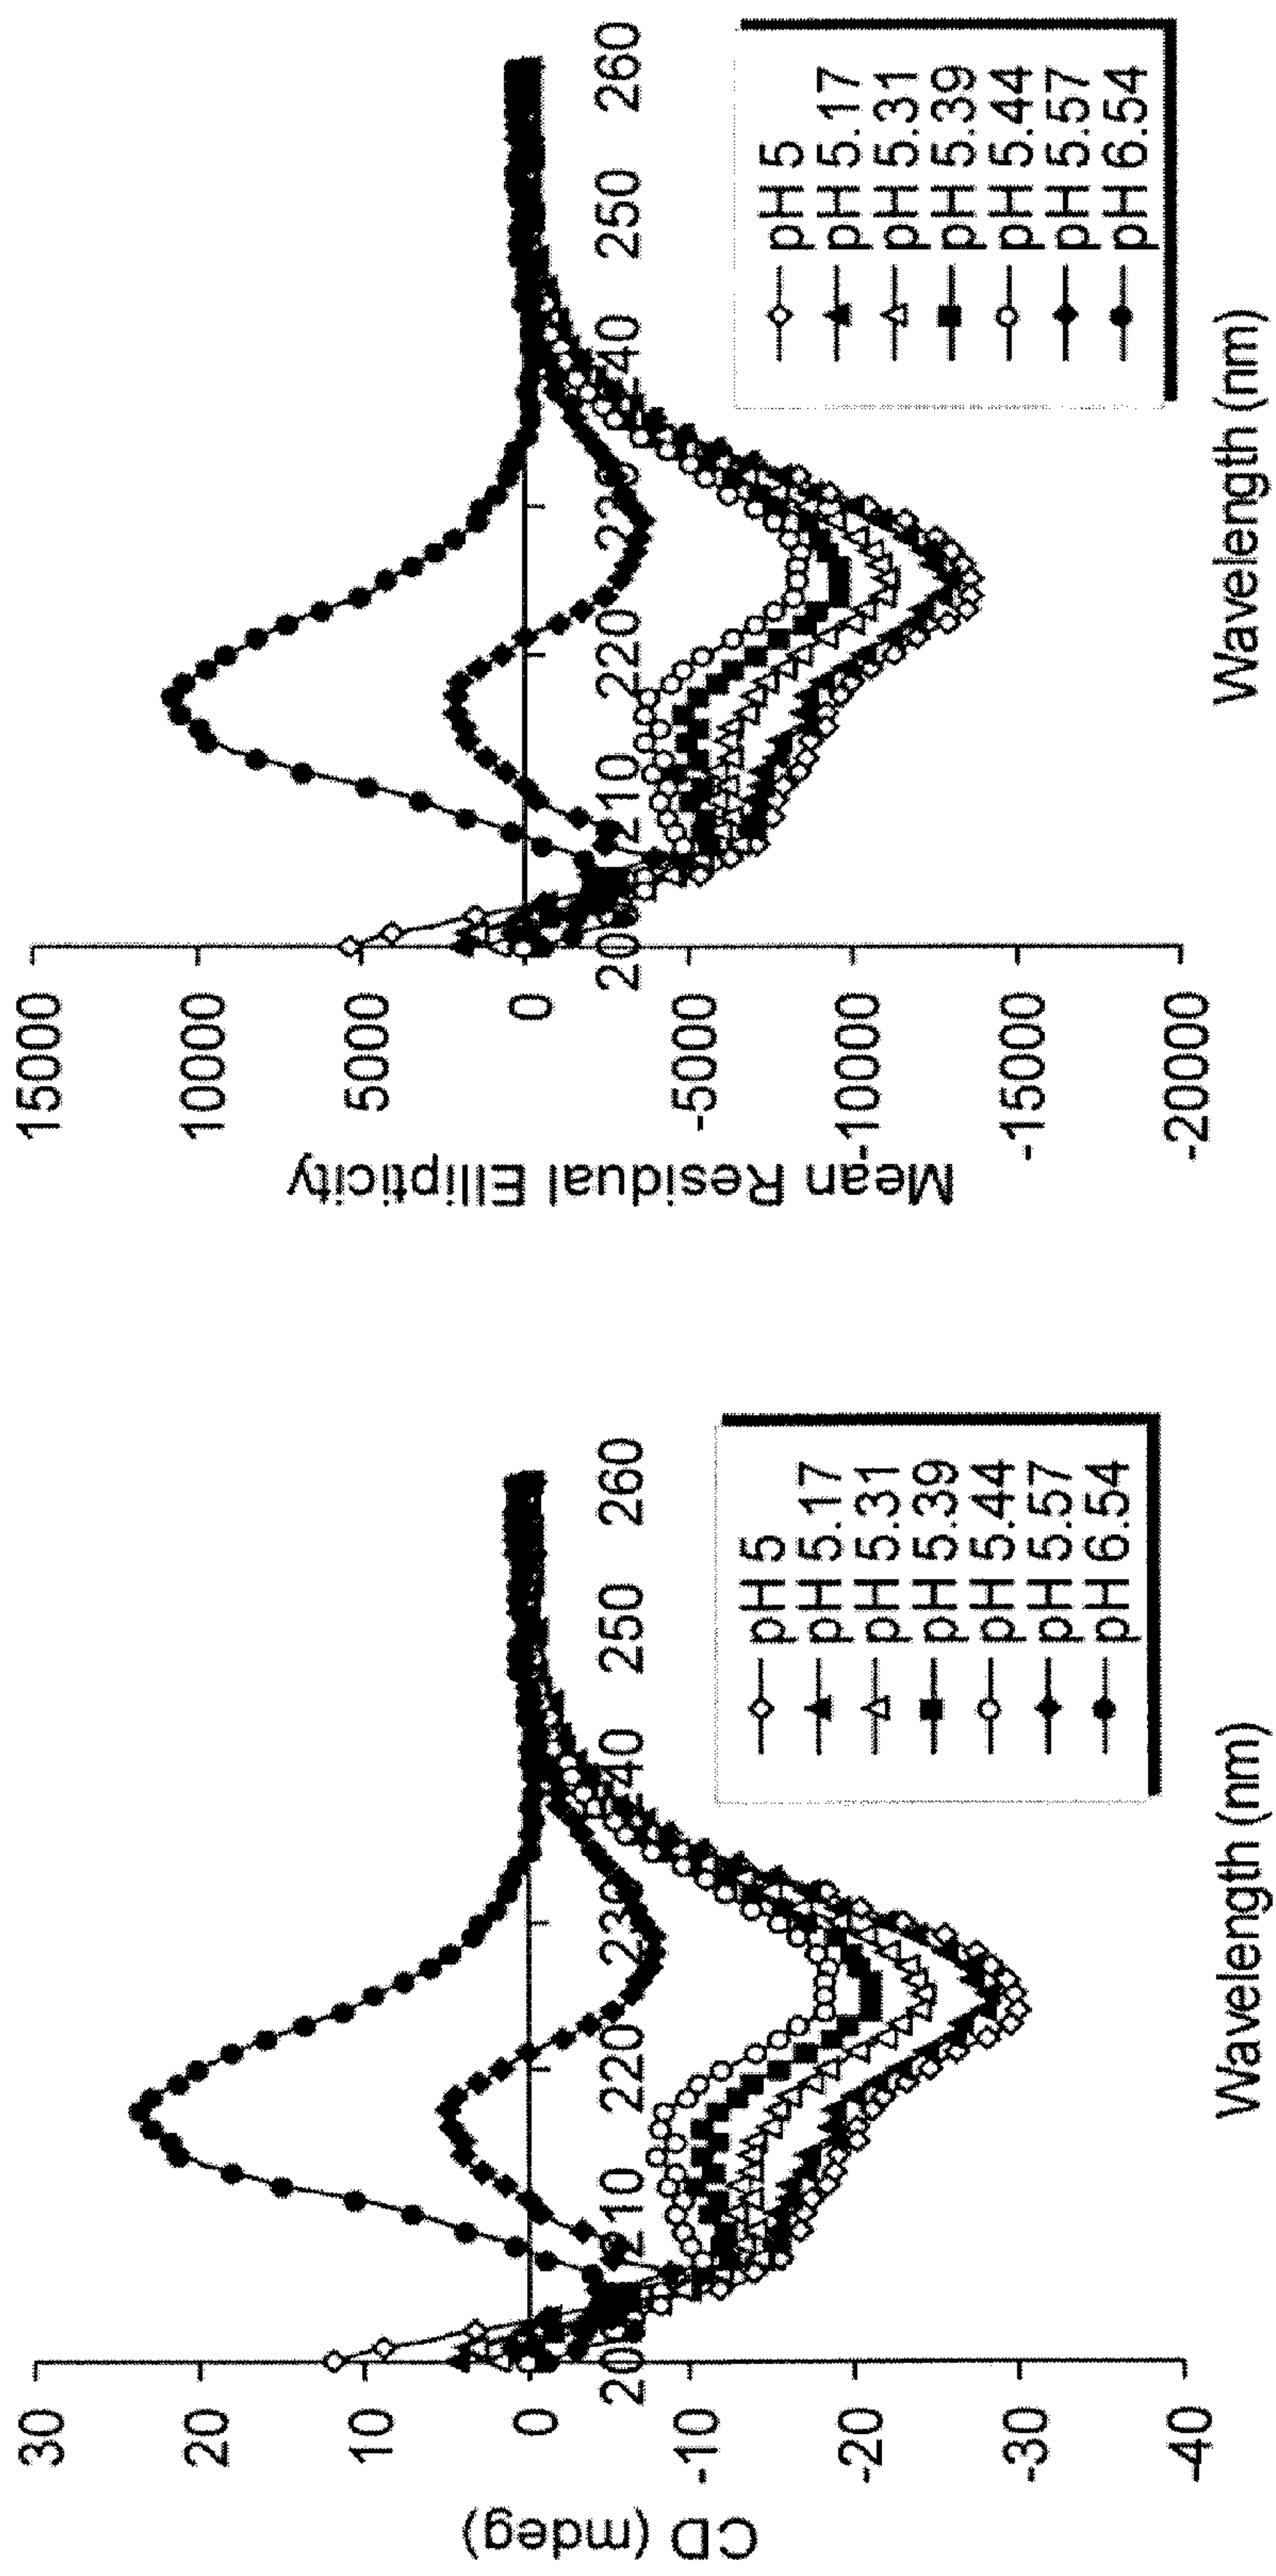 CD (mdeg)
30
20
10
0
-10
-20
-30
-40
200
210
220
230
240
250
260
Wavelength (nm)
pH 5
pH 5.17
pH 5.31
pH 5.39
pH 5.44
pH 5.57
pH 6.54
Mean Residual Ellipticity
15000
10000
5000
0
-5000
-10000
-15000
-20000
200
210
220
230
240
250
260
Wavelength (nm)
pH 5
pH 5.17
pH 5.31
pH 5.39
pH 5.44
pH 5.57
pH 6.54